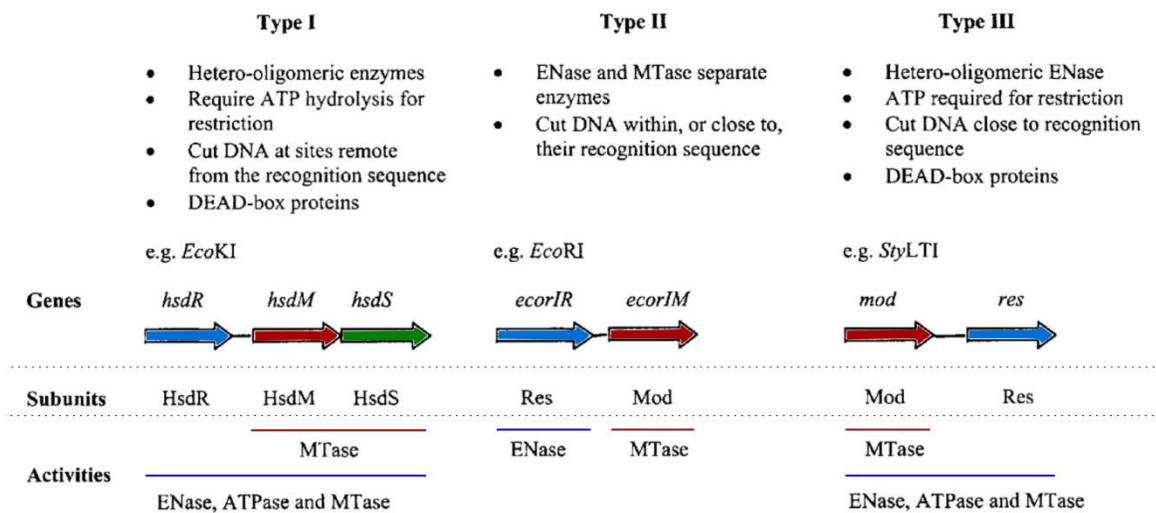 Type I
Type II
Type III
• Hetero-oligomeric enzymes
• Require ATP hydrolysis for
restriction
• Cut DNA at sites remote
from the recognition sequence
• DEAD-box proteins
• ENase and MTase separate
enzymes
• Cut DNA within, or close to,
their recognition sequence
• Hetero-oligomeric ENase
• ATP required for restriction
• Cut DNA close to recognition
sequence
• DEAD-box proteins
e.g. EcoKI
e.g. EcoRI
e.g. StyLTI
Genes
hsdR hsdM hsdS
ecorIR ecorIM
mod res
Subunits
HsdR HsdM HsdS
Res Mod
Mod Res
Activities
MTase
ENase, ATPase and MTase
ENase MTase
MTase
ENase, ATPase and MTase